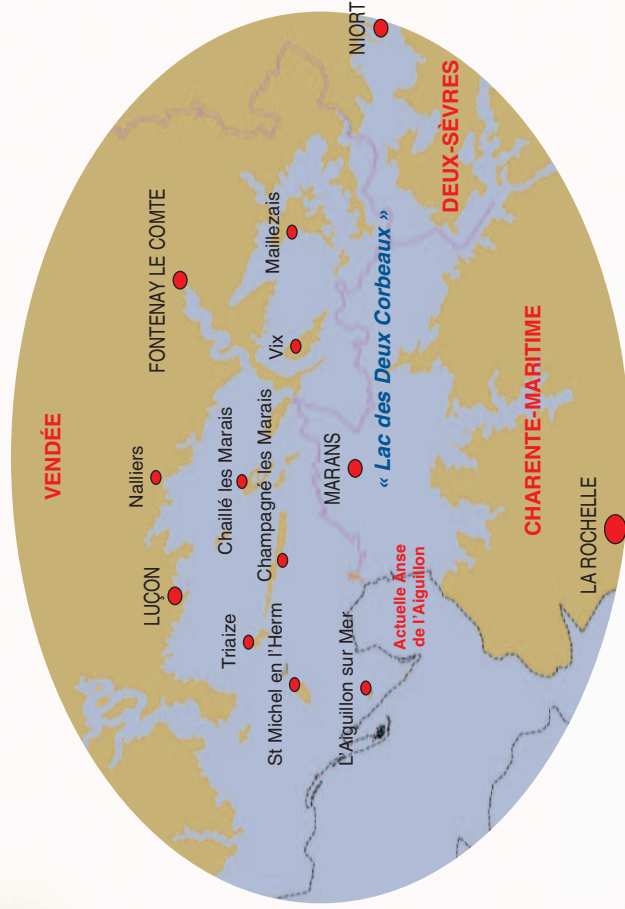 VENDÉE
NIORT
FONTENAY LE COMTE
DEUX-SÈVRES
Nalliers
Maillezais
LUÇON
Vix
Chaillé les Marais
Champagné les Marais
« Lac des Deux Corbeaux »
Triaize
MARANS
St Michel en l'Herm
CHARENTE-MARITIME
L'Aiguillon sur Mer
Actuelle Anse
de l'Aiguillon
LA ROCHELLE